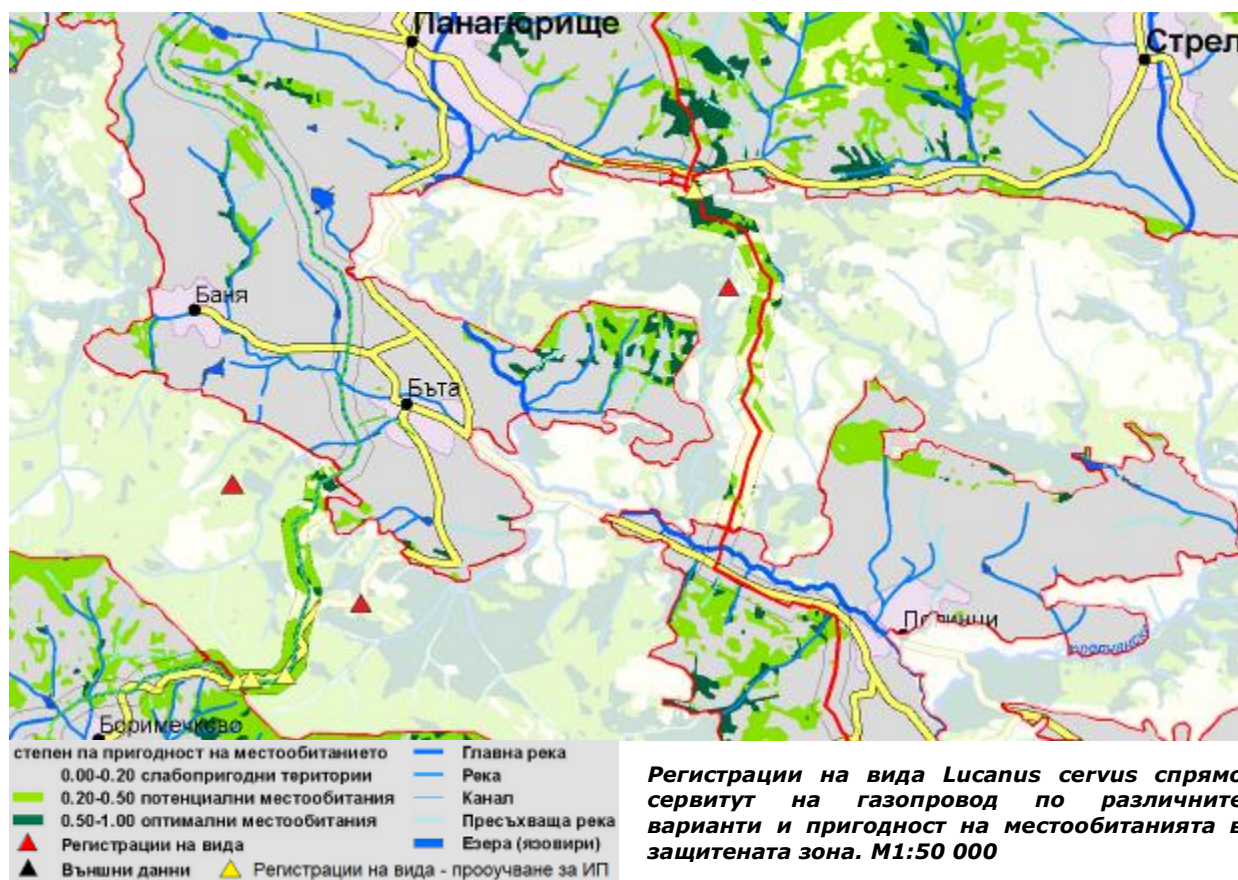 Панагюрище
Стрел
Баня
Бъта
Боримечково
степен па пригодност на местообитанието
0.00-0.20 слабопригодни територии
0.20-0.50 потенциални местообитания
0.50-1.00 оптимални местообитания
Регистрации на вида
Външни данни
Регистрации на вида - прооучване за ИП
Главна река
Река
Канал
Пресъхваща река
Езера (язовири)
Регистрации на вида Lucanus cervus спрямо
сервитут на газопровод по различните
варианти и пригодност на местообитанията в
защитената зона. М1:50 000